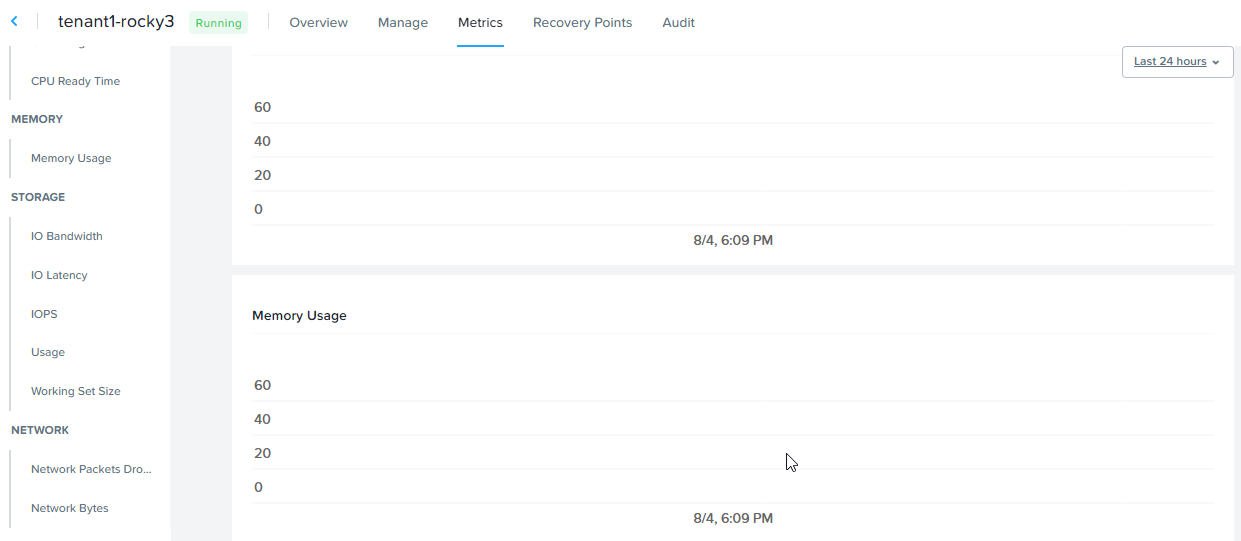 tenant1-rocky3 Running Overview Manage Metrics Recovery Points Audit
Last 24 hours
CPU Ready Time
MEMORY
Memory Usage
STORAGE
IO Bandwidth
IO Latency
IOPS
Usage
Working Set Size
NETWORK
Network Packets Dro...
Network Bytes
60
40
20
0
8/4, 6:09 PM
Memory Usage
60
40
20
0
8/4, 6:09 PM